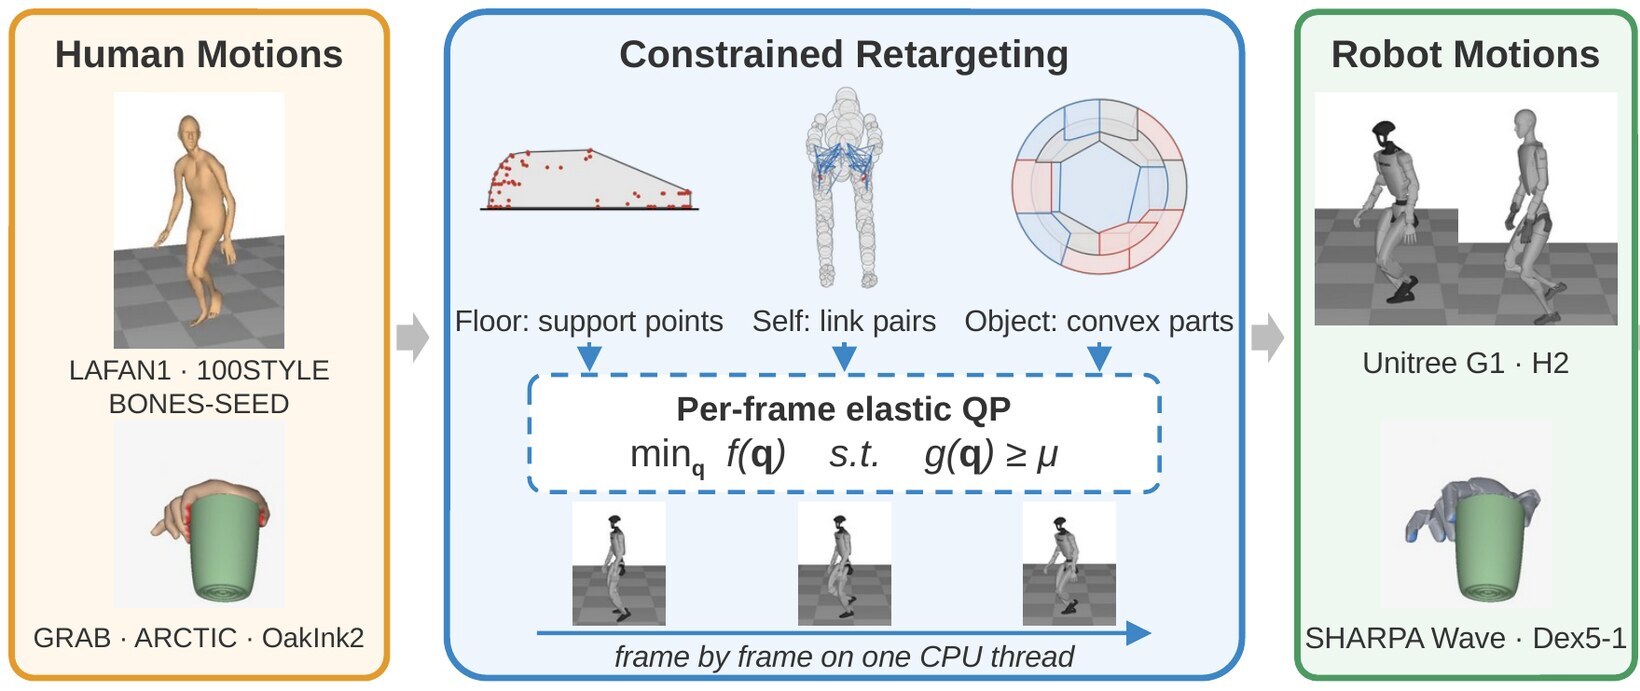 Human Motions
LAFAN1 · 100STYLE
BONES-SEED
GRAB · ARCTIC · OakInk2
Constrained Retargeting
Floor: support points
Self: link pairs
Object: convex parts
Per-frame elastic QP
min_q f(q) s.t. g(q) ≥ μ
frame by frame on one CPU thread
Robot Motions
Unitree G1 · H2
SHARPA Wave · Dex5-1